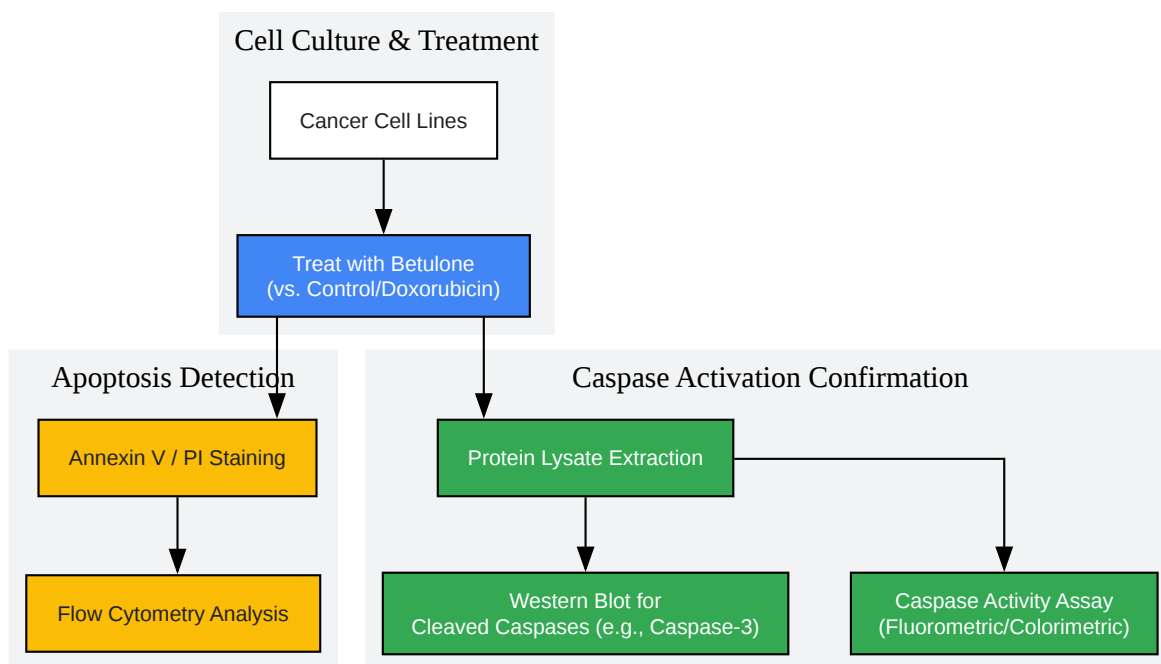 Cell Culture & Treatment
Cancer Cell Lines
Treat with Betulone
(vs. Control/Doxorubicin)
Apoptosis Detection
Annexin V / PI Staining
Flow Cytometry Analysis
Caspase Activation Confirmation
Protein Lysate Extraction
Western Blot for
Cleaved Caspases (e.g., Caspase-3)
Caspase Activity Assay
(Fluorometric/Colorimetric)